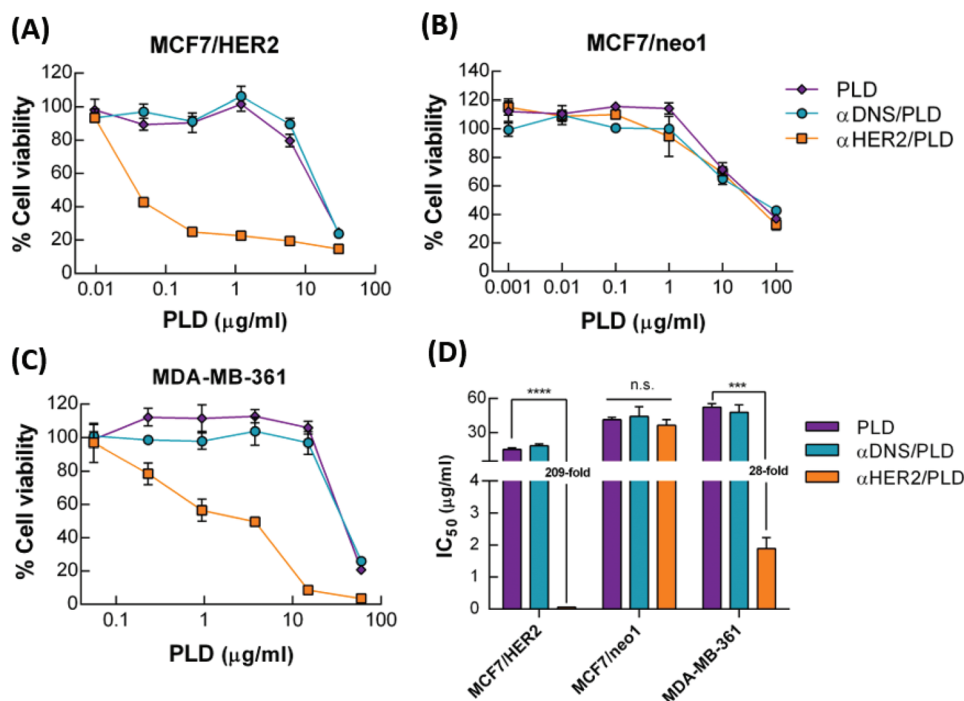 (A)
MCF7/HER2
120
100
80
60
40
20
0
% Cell viability
0.01 0.1 1 10 100
PLD (μg/ml)
(B)
MCF7/neo1
140
120
100
80
60
40
20
0
% Cell viability
0.001 0.01 0.1 1 10 100
PLD (μg/ml)
PLD
αDNS/PLD
αHER2/PLD
(C)
MDA-MB-361
120
100
80
60
40
20
0
% Cell viability
0.1 1 10 100
PLD (μg/ml)
(D)
60
30
4
3
2
1
0
IC50 (μg/ml)
****
n.s.
***
209-fold
28-fold
MCF7/HER2
MCF7/neo1
MDA-MB-361
PLD
αDNS/PLD
αHER2/PLD